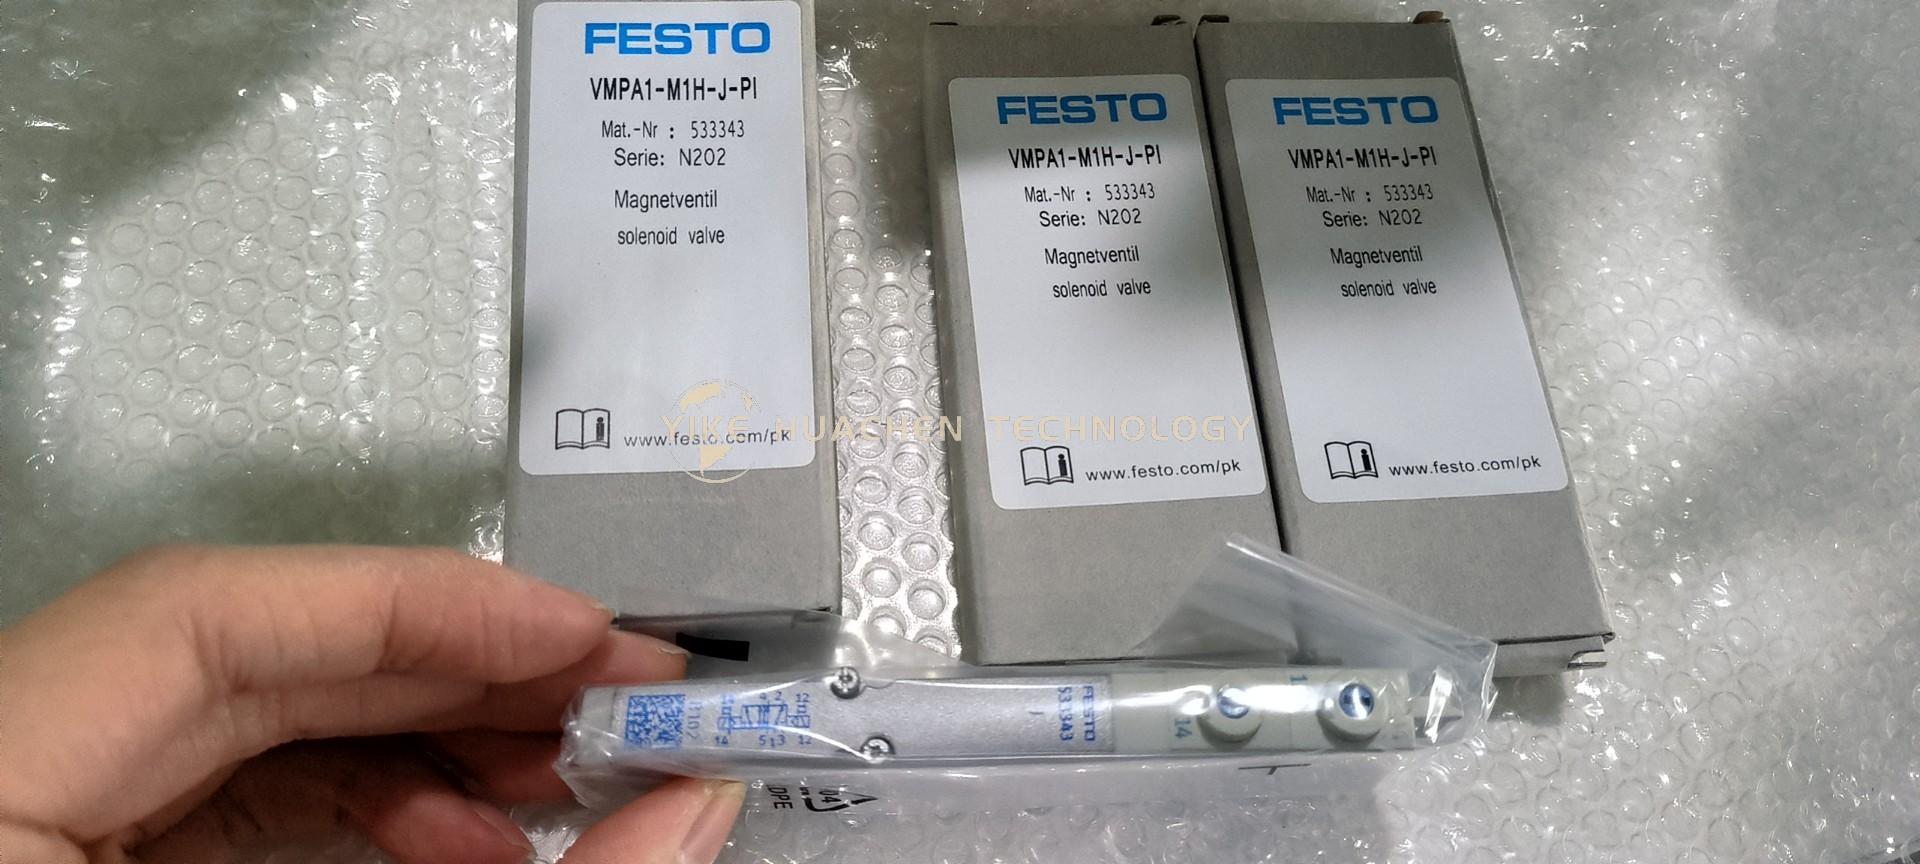 FESTO
VMPA1-M1H-J-PI
Mat.-Nr : 533343
Serie: N202
Magnetventil
solenoid valve
www.festo.com/pk
FESTO
VMPA1-M1H-J-PI
Mat.-Nr : 533343
Serie: N202
Magnetventil
solenoid valve
www.festo.com/pk
FESTO
VMPA1-M1H-J-PI
Mat.-Nr : 533343
Serie: N202
Magnetventil
solenoid valve
www.festo.com/pk
YIKE HUACHEN TECHNOLOGY
4 2 12
14 5 1 3 12
J
533343
FESTO
14
04